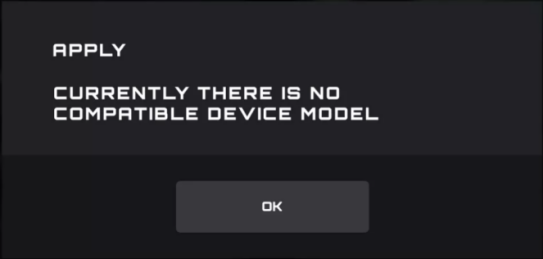 APPLY
CURRENTLY THERE IS NO
COMPATIBLE DEVICE MODEL
OK